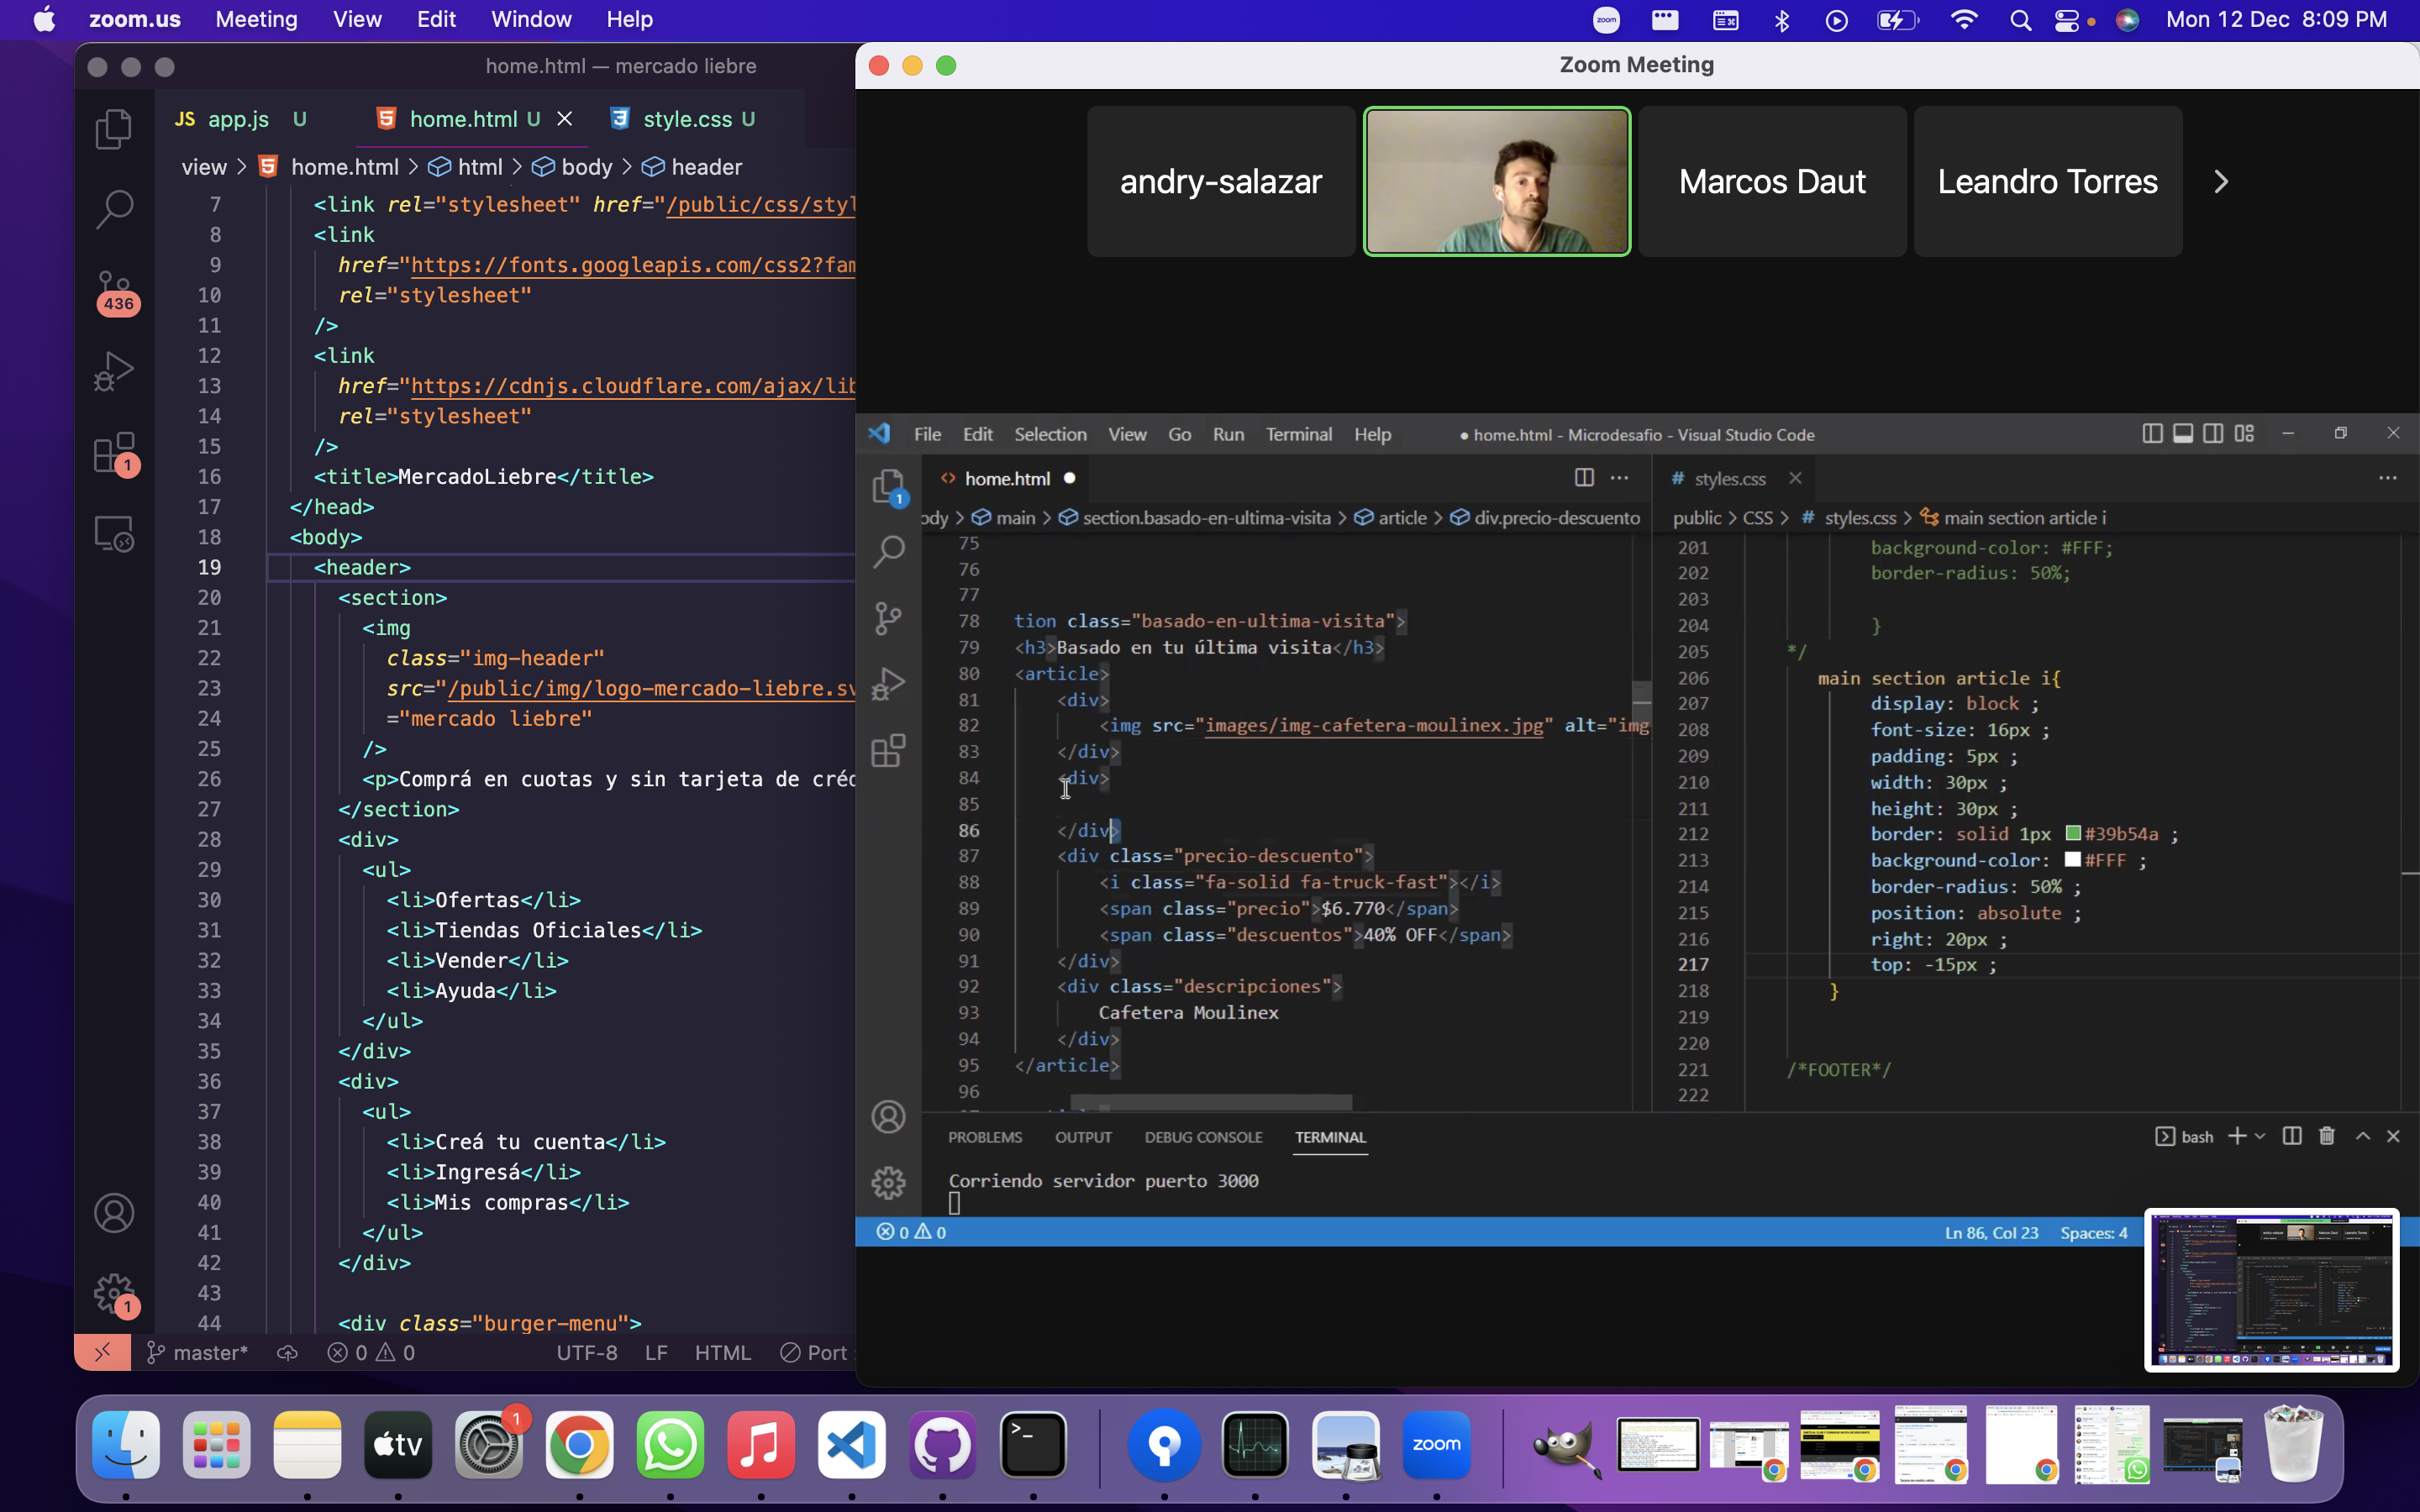 zoom.us Meeting View Edit Window Help
zoom
Mon 12 Dec 8:09 PM
home.html — mercado liebre
JS app.js U
home.html U
style.css U
view > home.html > html > body > header
7 <link rel="stylesheet" href="/public/css/styl
8 <link
9 href="https://fonts.googleapis.com/css2?fam
10 rel="stylesheet"
11 />
12 <link
13 href="https://cdnjs.cloudflare.com/ajax/lib
14 rel="stylesheet"
15 />
16 <title>MercadoLiebre</title>
17 </head>
18 <body>
19 <header>
20 <section>
21 <img
22 class="img-header"
23 src="/public/img/logo-mercado-liebre.sv
24 ="mercado liebre"
25 />
26 <p>Comprá en cuotas y sin tarjeta de créd
27 </section>
28 <div>
29 <ul>
30 <li>Ofertas</li>
31 <li>Tiendas Oficiales</li>
32 <li>Vender</li>
33 <li>Ayuda</li>
34 </ul>
35 </div>
36 <div>
37 <ul>
38 <li>Creá tu cuenta</li>
39 <li>Ingresá</li>
40 <li>Mis compras</li>
41 </ul>
42 </div>
43
44 <div class="burger-menu">
436
1
1
master* 0 0 UTF-8 LF HTML Port
Zoom Meeting
andry-salazar
Marcos Daut
Leandro Torres
File Edit Selection View Go Run Terminal Help
● home.html - Microdesafio - Visual Studio Code
1
home.html
ody > main > section.basado-en-ultima-visita > article > div.precio-descuento
75
76
77
78 tion class="basado-en-ultima-visita">
79 <h3>Basado en tu última visita</h3>
80 <article>
81 <div>
82 <img src="images/img-cafetera-moulinex.jpg" alt="img
83 </div>
84 <div>
85
86 </div>
87 <div class="precio-descuento">
88 <i class="fa-solid fa-truck-fast"></i>
89 <span class="precio">$6.770</span>
90 <span class="descuentos">40% OFF</span>
91 </div>
92 <div class="descripciones">
93 Cafetera Moulinex
94 </div>
95 </article>
96
# styles.css
public > CSS > # styles.css > main section article i
201 background-color: #FFF;
202 border-radius: 50%;
203
204 }
205 */
206 main section article i{
207 display: block ;
208 font-size: 16px ;
209 padding: 5px ;
210 width: 30px ;
211 height: 30px ;
212 border: solid 1px #39b54a ;
213 background-color: #FFF ;
214 border-radius: 50% ;
215 position: absolute ;
216 right: 20px ;
217 top: -15px ;
218 }
219
220
221 /*FOOTER*/
222
PROBLEMS OUTPUT DEBUG CONSOLE TERMINAL
bash
Corriendo servidor puerto 3000
0 0
Ln 86, Col 23 Spaces: 4
tv
1
zoom